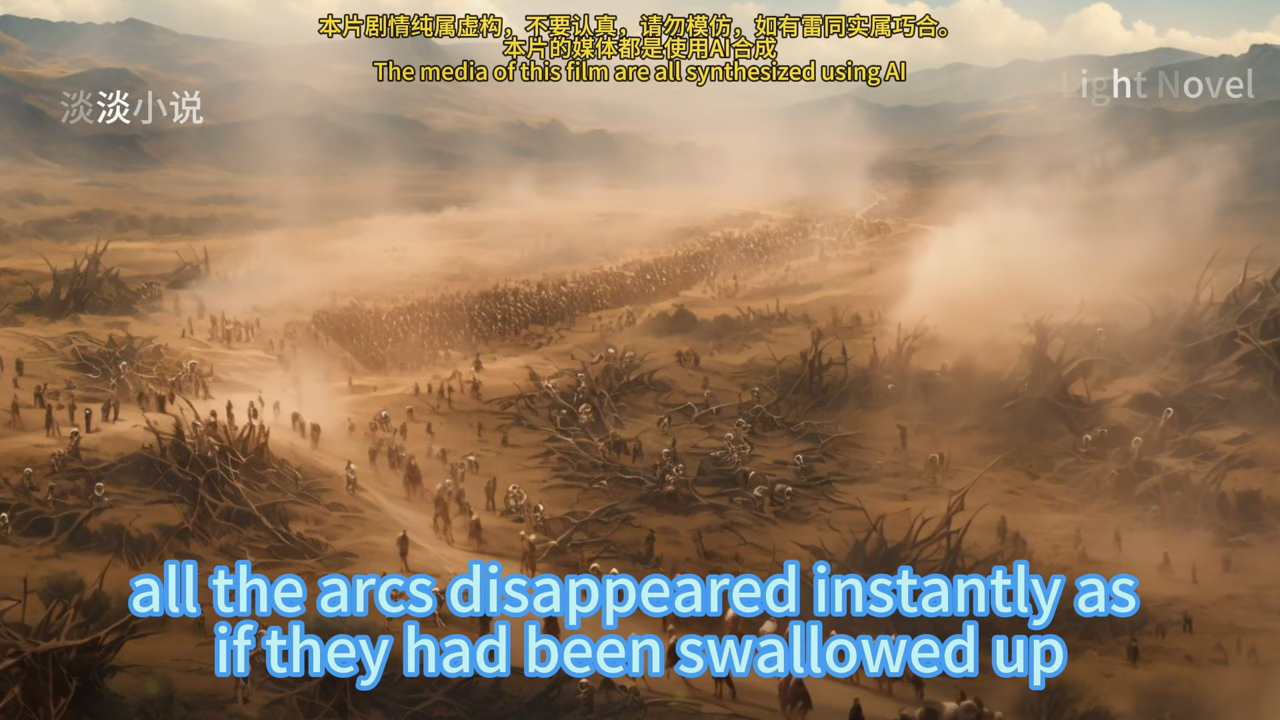 本片剧情纯属虚构，不要认真，请勿模仿，如有雷同实属巧合。
本片的媒体都是使用AI合成
The media of this film are all synthesized using AI
淡淡小说
Light Novel
all the arcs disappeared instantly as
if they had been swallowed up